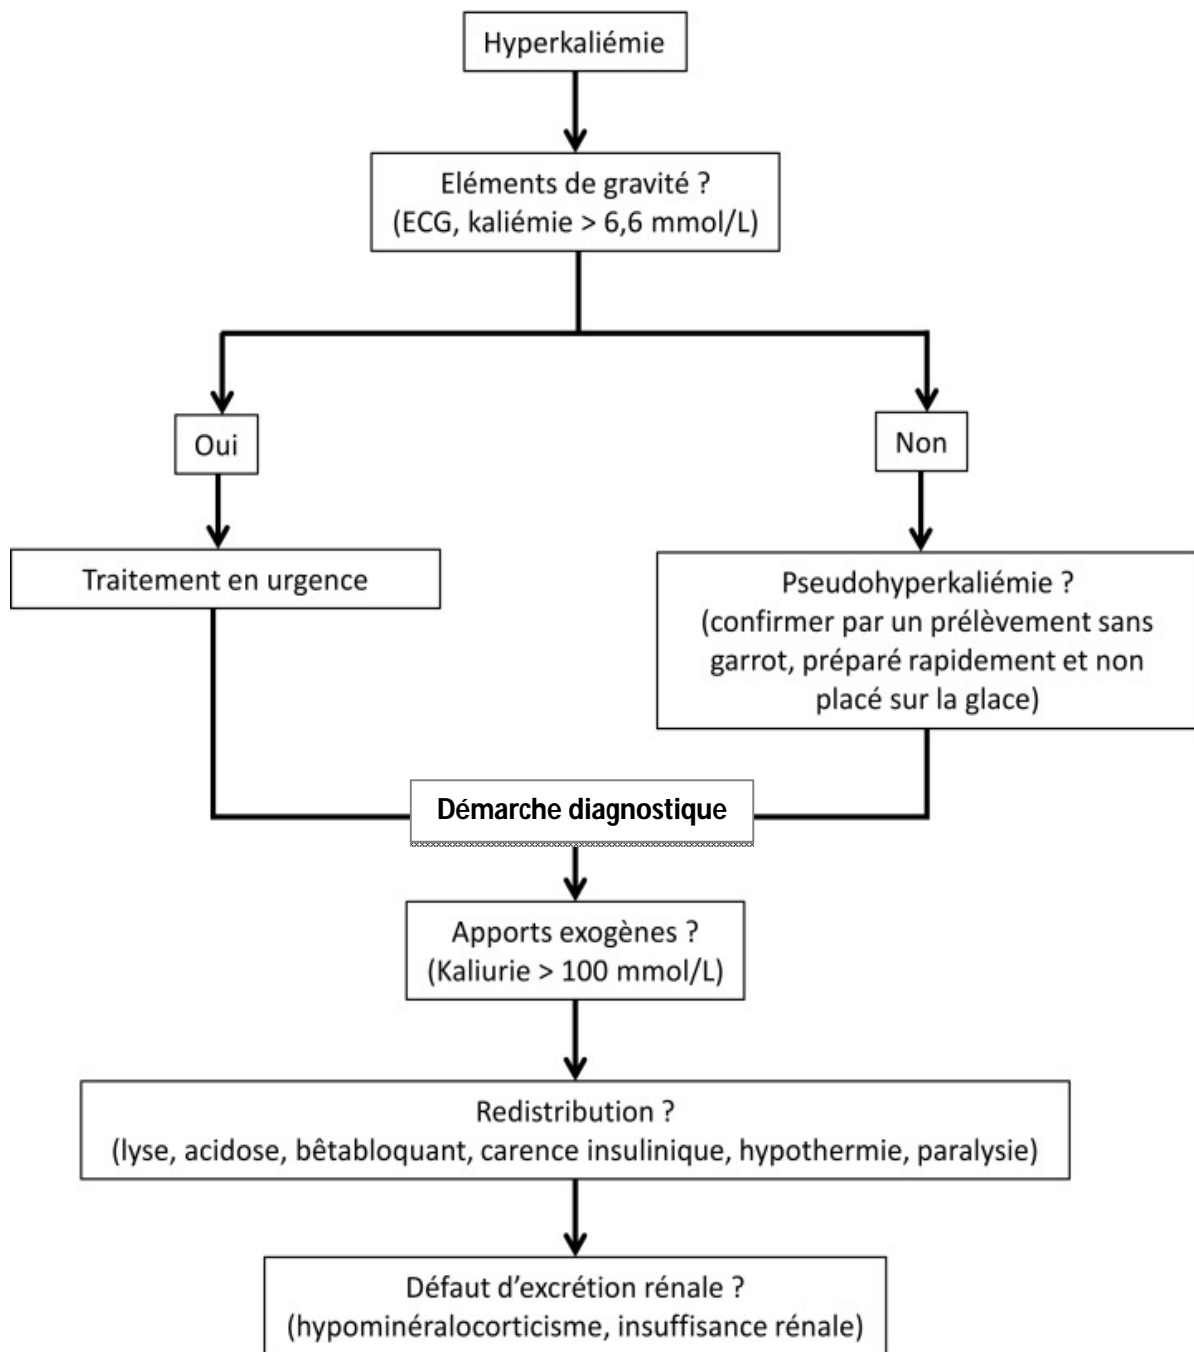 Hyperkaliémie
Eléments de gravité ?
(ECG, kaliémie > 6,6 mmol/L)
Oui
Non
Traitement en urgence
Pseudohyperkaliémie ?
(confirmer par un prélèvement sans
garrot, préparé rapidement et non
placé sur la glace)
Démarche diagnostique
Apports exogènes ?
(Kaliurie > 100 mmol/L)
Redistribution ?
(lyse, acidose, bêtabloquant, carence insulinique, hypothermie, paralysie)
Défaut d’excrétion rénale ?
(hypominéralocorticisme, insuffisance rénale)